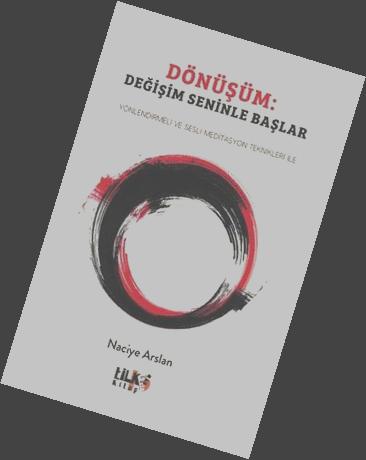 DÖNÜŞÜM:
DEĞİŞİM SENİNLE BAŞLAR
YÖNLENDİRMELİ VE SESLİ MEDİTASYON TEKNİKLERİ İLE
Naciye Arslan
tilki
kitap